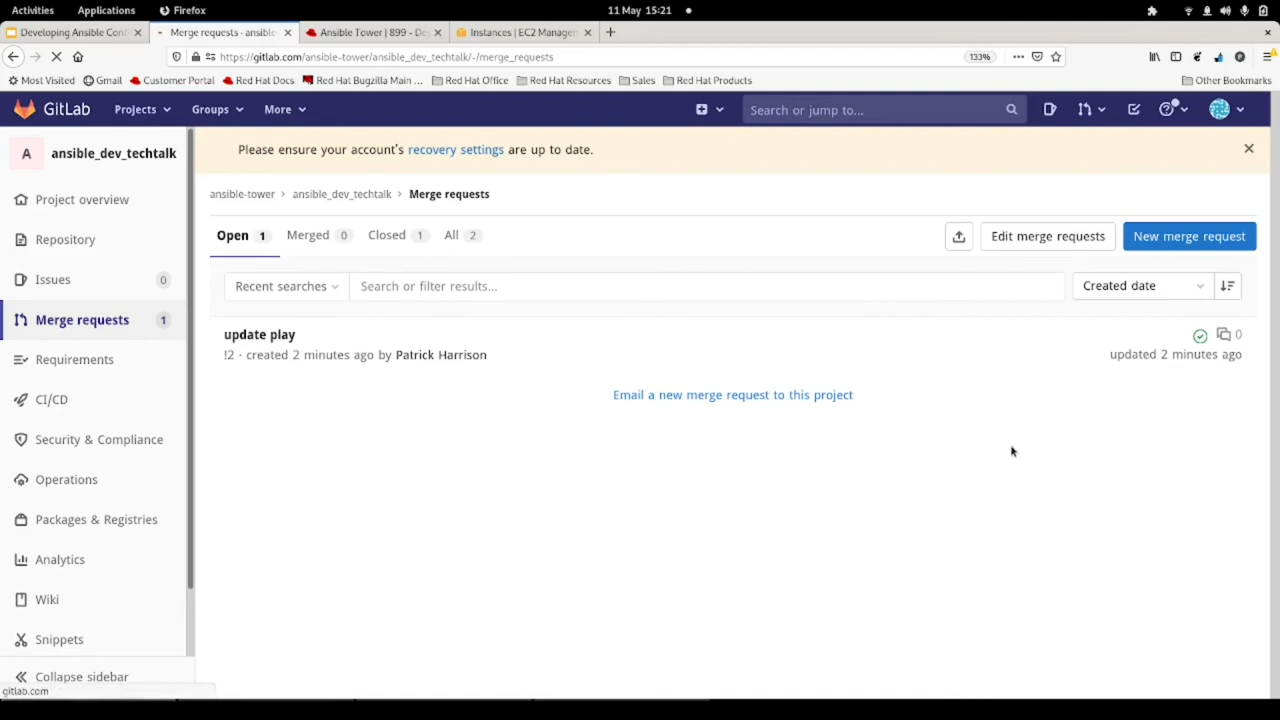 Activities Applications Firefox 11 May 15:21
Developing Ansible Con Merge requests · ansible Ansible Tower | 899 - De Instances | EC2 Manage
https://gitlab.com/ansible-tower/ansible_dev_techtalk/-/merge_requests 133%
Most Visited Gmail Customer Portal Red Hat Docs Red Hat Bugzilla Main ... Red Hat Office Red Hat Resources Sales Red Hat Products Other Bookmarks
GitLab Projects Groups More Search or jump to...
A ansible_dev_techtalk
Please ensure your account's recovery settings are up to date.
ansible-tower > ansible_dev_techtalk > Merge requests
Project overview
Repository
Issues 0
Merge requests 1
Requirements
CI/CD
Security & Compliance
Operations
Packages & Registries
Analytics
Wiki
Snippets
Collapse sidebar
Open 1 Merged 0 Closed 1 All 2 Edit merge requests New merge request
Recent searches Search or filter results... Created date
update play 0
!2 · created 2 minutes ago by Patrick Harrison updated 2 minutes ago
Email a new merge request to this project
gitlab.com